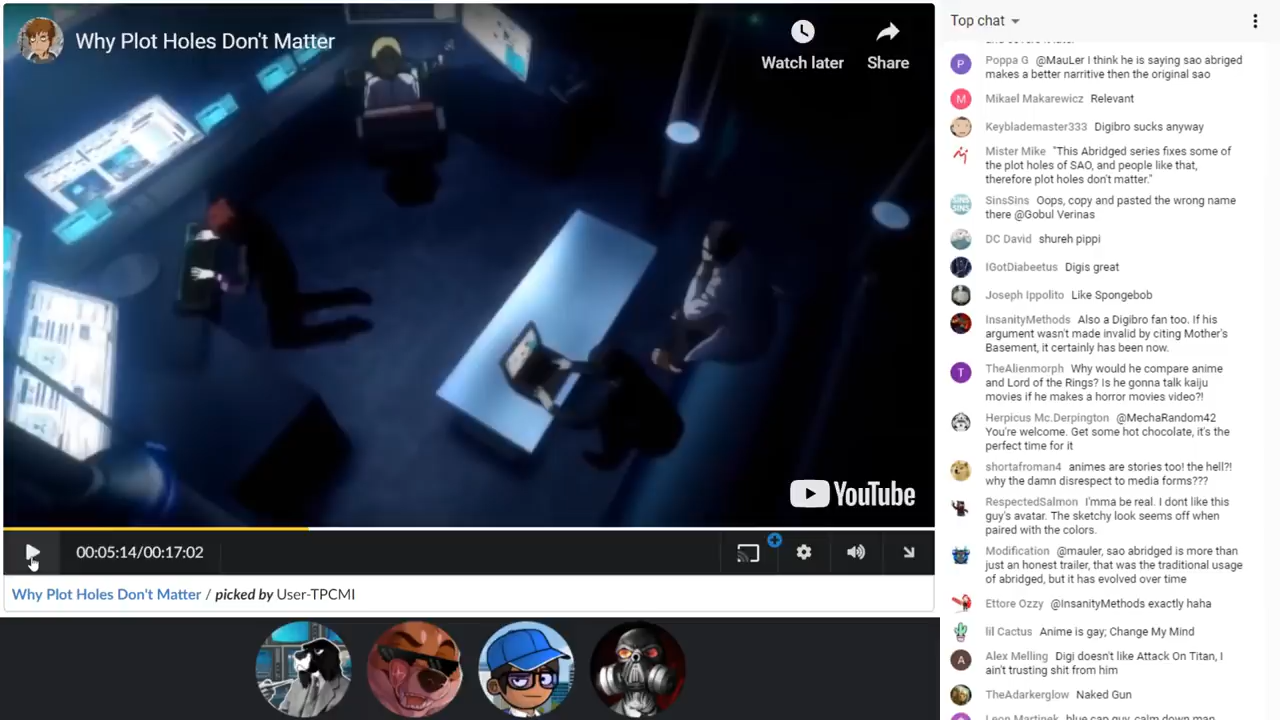 Why Plot Holes Don't Matter
Watch later
Share
YouTube
00:05:14/00:17:02
Why Plot Holes Don't Matter / picked by User-TPCMI
Top chat
Poppa G @MauLer I think he is saying sao abriged
makes a better narritive then the original sao
Mikael Makarewicz Relevant
Keyblademaster333 Digibro sucks anyway
Mister Mike "This Abridged series fixes some of
the plot holes of SAO, and people like that,
therefore plot holes don't matter."
SinsSins Oops, copy and pasted the wrong name
there @Gobul Verinas
DC David shureh pippi
IGotDiabeetus Digis great
Joseph Ippolito Like Spongebob
InsanityMethods Also a Digibro fan too. If his
argument wasn't made invalid by citing Mother's
Basement, it certainly has been now.
TheAlienmorph Why would he compare anime
and Lord of the Rings? Is he gonna talk kaiju
movies if he makes a horror movies video?!
Herpicus Mc.Derpington @MechaRandom42
You're welcome. Get some hot chocolate, it's the
perfect time for it
shortafroman4 animes are stories too! the hell?!
why the damn disrespect to media forms???
RespectedSalmon I'mma be real. I dont like this
guy's avatar. The sketchy look seems off when
paired with the colors.
Modification @mauler, sao abridged is more than
just an honest trailer, that was the traditional usage
of abridged, but it has evolved over time
Ettore Ozzy @InsanityMethods exactly haha
lil Cactus Anime is gay; Change My Mind
Alex Melling Digi doesn't like Attack On Titan, I
ain't trusting shit from him
TheAdarkerglow Naked Gun
Leon Martinek blue cap guy, calm down man